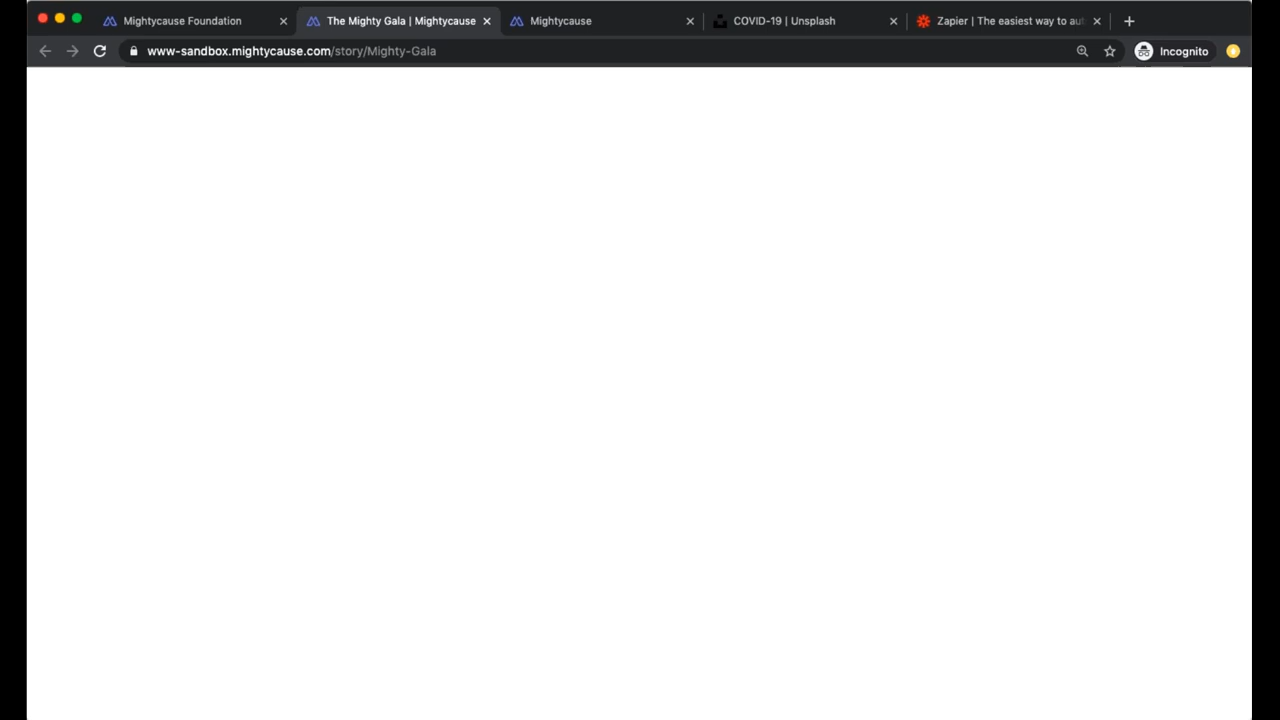 Mightycause Foundation
The Mighty Gala | Mightycause
Mightycause
COVID-19 | Unsplash
Zapier | The easiest way to aut
www-sandbox.mightycause.com/story/Mighty-Gala
Incognito